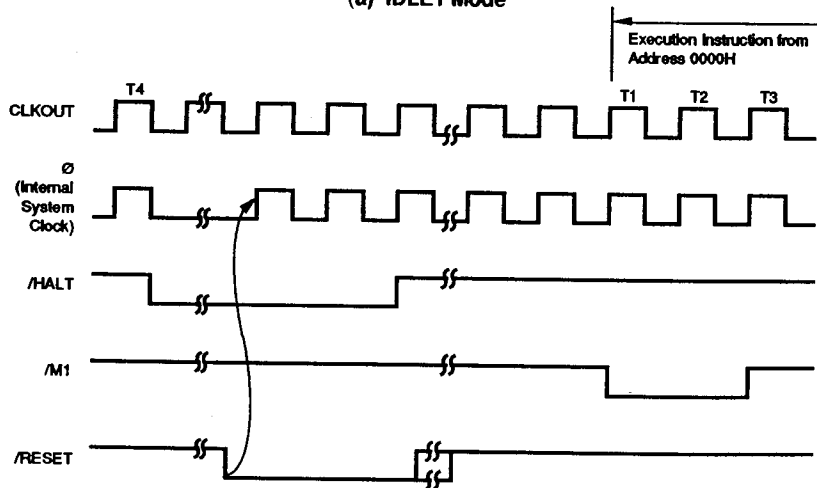 (a) IDLE1 Mode
Execution Instruction from
Address 0000H
T4
T1
T2
T3
CLKOUT
Ø
(Internal
System
Clock)
/HALT
/M1
/RESET